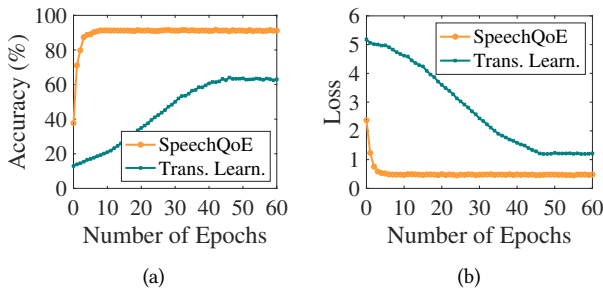 Accuracy (%)
100
80
60
40
20
0
SpeechQoE
Trans. Learn.
0 10 20 30 40 50 60
Number of Epochs
(a)
Loss
6
5
4
3
2
1
0
SpeechQoE
Trans. Learn.
0 10 20 30 40 50 60
Number of Epochs
(b)